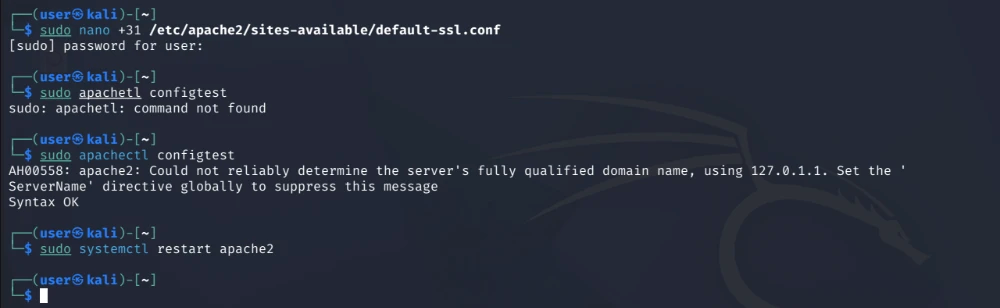 ┌──(user㉿kali)-[~]
└─$ sudo nano +31 /etc/apache2/sites-available/default-ssl.conf
[sudo] password for user:
┌──(user㉿kali)-[~]
└─$ sudo apachetl configtest
sudo: apachetl: command not found
┌──(user㉿kali)-[~]
└─$ sudo apachectl configtest
AH00558: apache2: Could not reliably determine the server's fully qualified domain name, using 127.0.1.1. Set the '
ServerName' directive globally to suppress this message
Syntax OK
┌──(user㉿kali)-[~]
└─$ sudo systemctl restart apache2
┌──(user㉿kali)-[~]
└─$